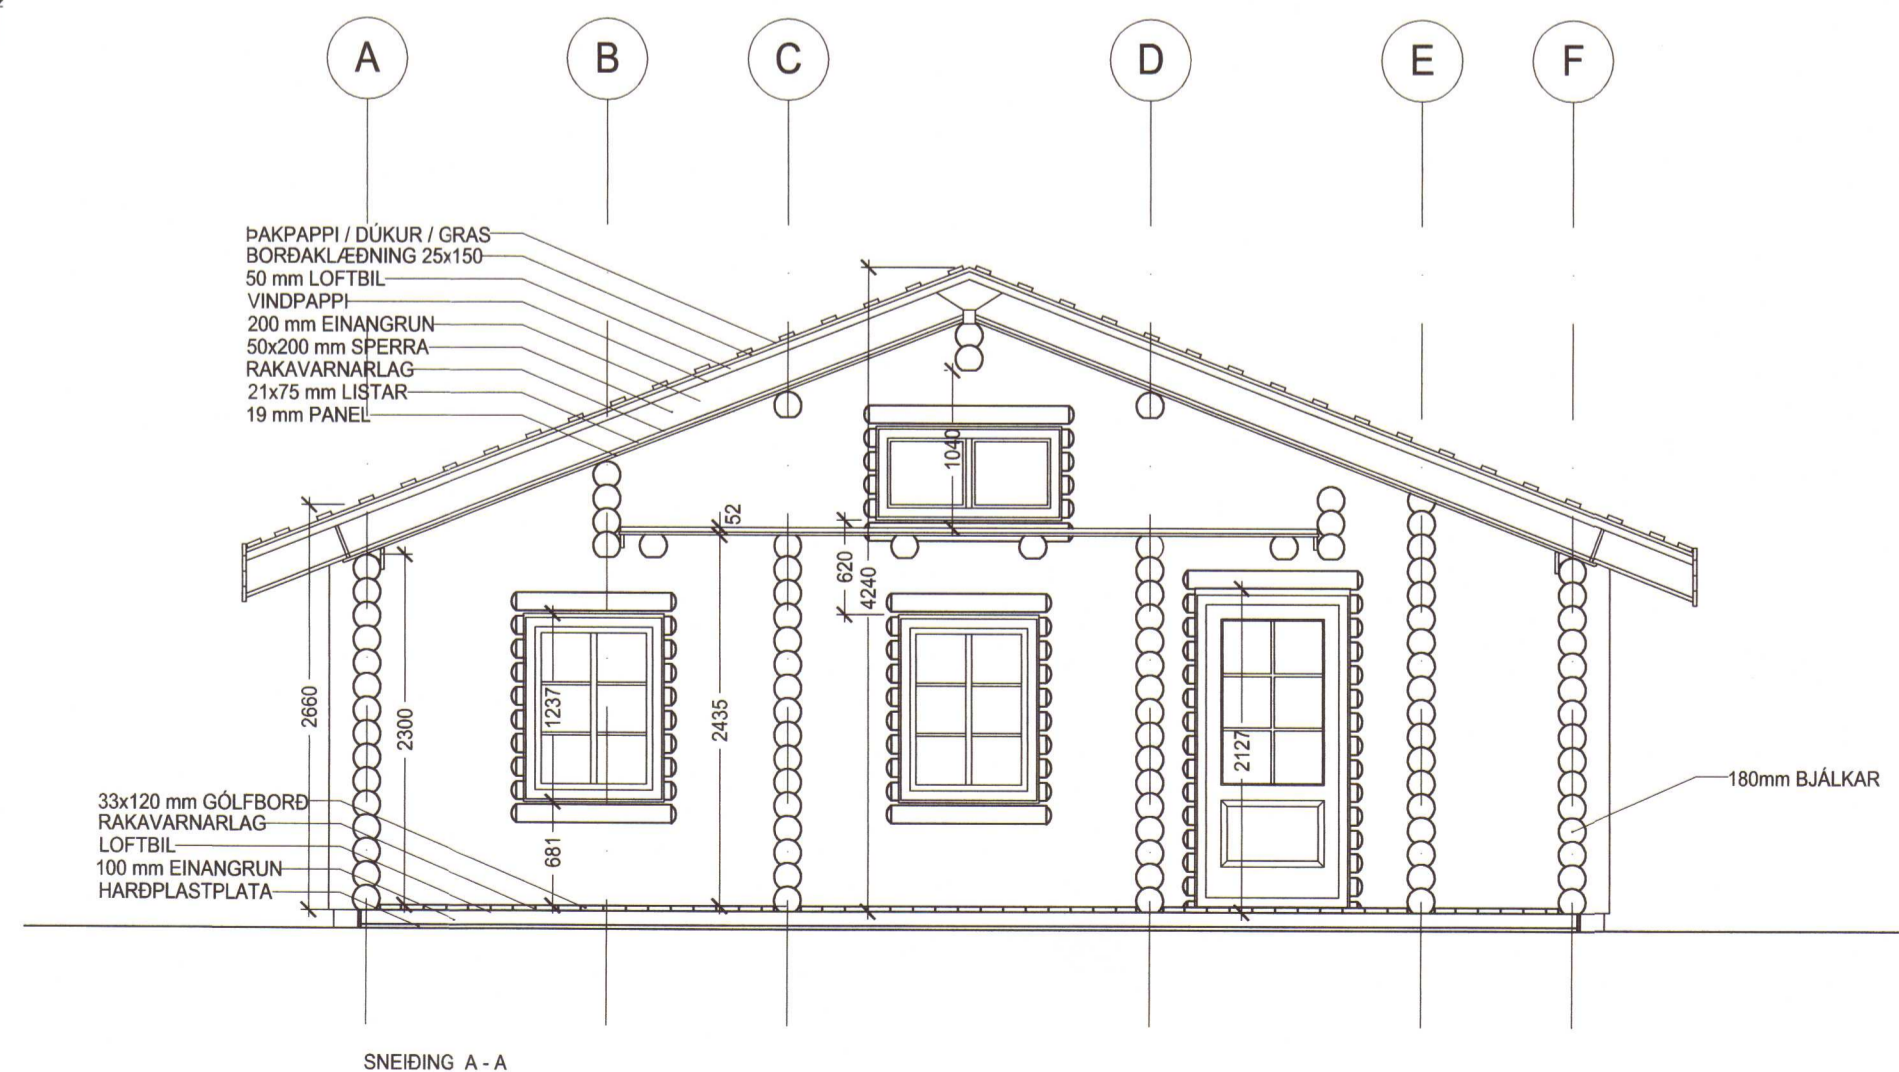 A
B
C
D
E
F
ÞAKPAPPI / DÚKUR / GRAS
BORÐAKLÆÐNING 25x150
50 mm LOFTBIL
VINDPAPPI
200 mm EINANGRUN
50x200 mm SPERRA
RAKAVARNARLAG
21x75 mm LISTAR
19 mm PANEL
1040
52
620
4240
2660
2300
1237
2435
2127
681
180mm BJÁLKAR
33x120 mm GÓLFBORÐ
RAKAVARNARLAG
LOFTBIL
100 mm EINANGRUN
HARÐPLASTPLATA
SNEIÐING A - A